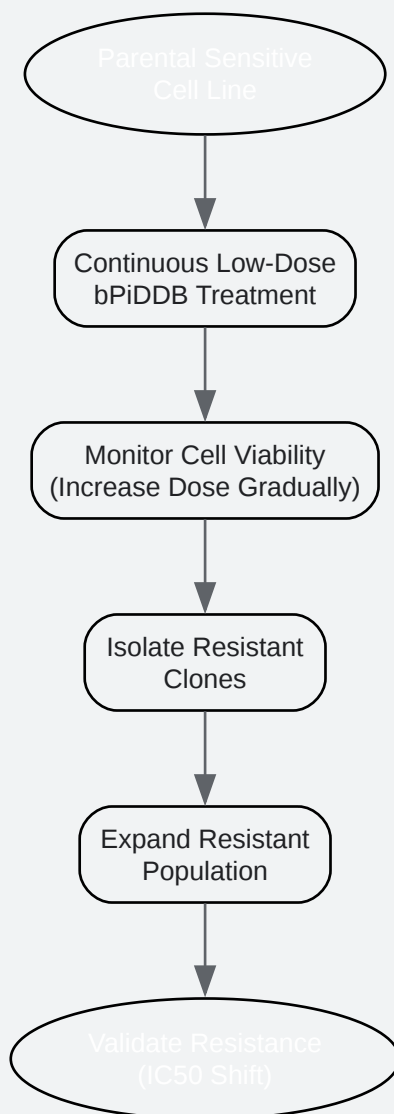 Parental Sensitive
Cell Line
Continuous Low-Dose
bPiDDB Treatment
Monitor Cell Viability
(Increase Dose Gradually)
Isolate Resistant
Clones
Expand Resistant
Population
Validate Resistance
(IC50 Shift)